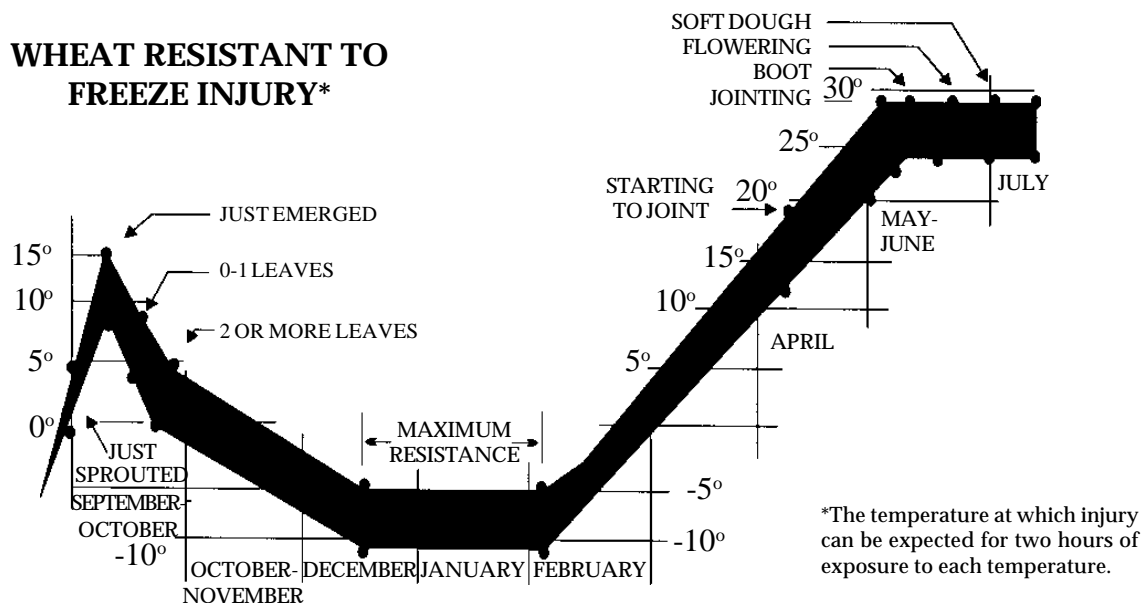 WHEAT RESISTANT TO
FREEZE INJURY*
SOFT DOUGH
FLOWERING
BOOT
JOINTING
30°
25°
STARTING
TO JOINT
20°
JULY
MAY-
JUNE
15°
10°
APRIL
5°
JUST EMERGED
15°
0-1 LEAVES
10°
2 OR MORE LEAVES
5°
0°
JUST
SPROUTED
SEPTEMBER-
OCTOBER
-10°
MAXIMUM
RESISTANCE
-5°
-10°
OCTOBER-
NOVEMBER
DECEMBER
JANUARY
FEBRUARY
*The temperature at which injury
can be expected for two hours of
exposure to each temperature.